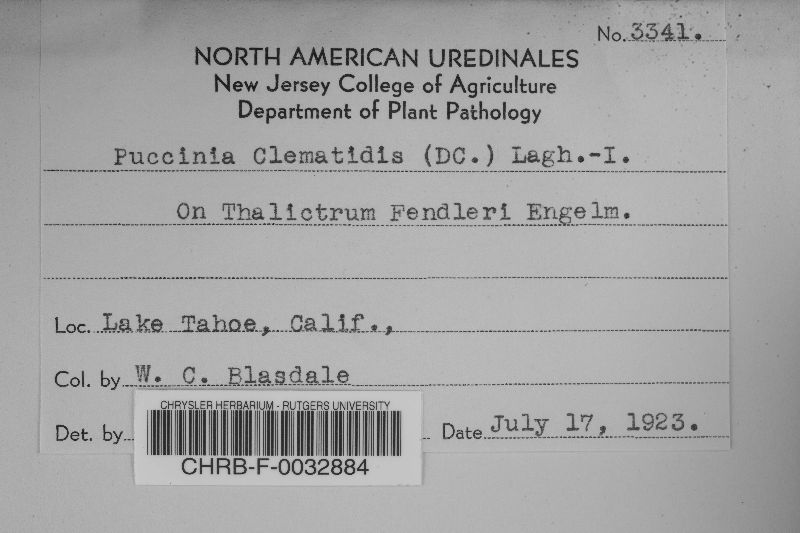 No. 3341.
NORTH AMERICAN UREDINALES
New Jersey College of Agriculture
Department of Plant Pathology
Puccinia Clematidis (DC.) Lagh.-I.
On Thalictrum Fendleri Engelm.
Loc. Lake Tahoe, Calif.,
Col. by W. C. Blasdale
Det. by Date July 17, 1923.
CHRYSLER HERBARIUM - RUTGERS UNIVERSITY
CHRB-F-0032884